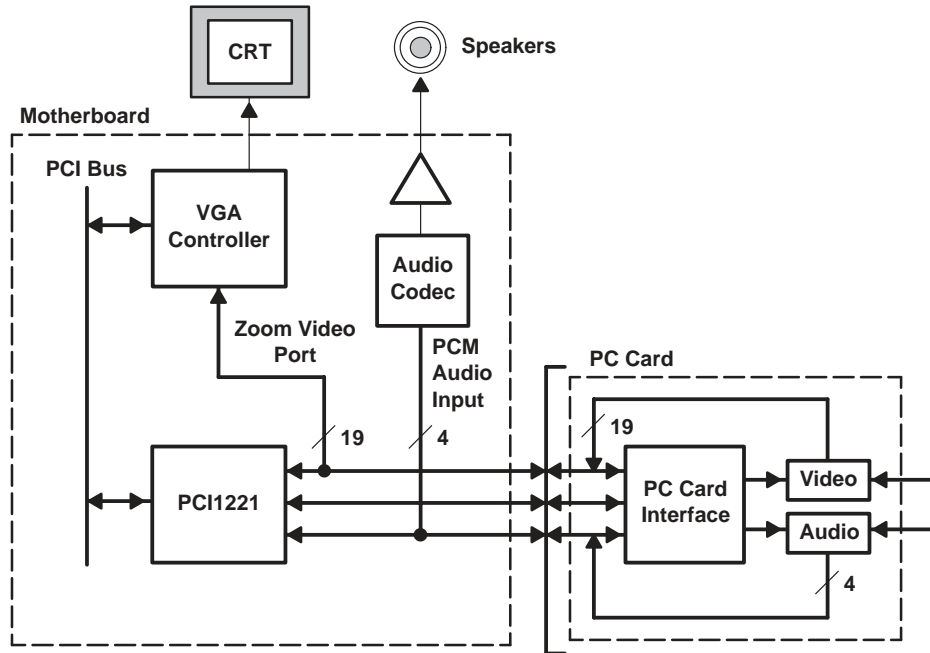 CRT
Speakers
Motherboard
PCI Bus
VGA
Controller
Audio
Codec
Zoom Video
Port
PCM
Audio
Input
PC Card
19
4
19
PCI1221
PC Card
Interface
Video
Audio
4